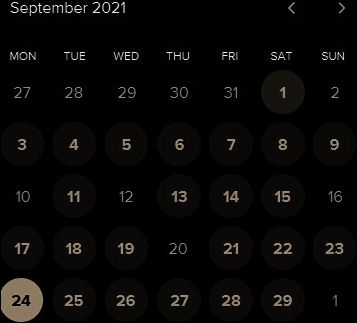 September 2021
MON TUE WED THU FRI SAT SUN
27 28 29 30 31 1 2
3 4 5 6 7 8 9
10 11 12 13 14 15 16
17 18 19 20 21 22 23
24 25 26 27 28 29 1